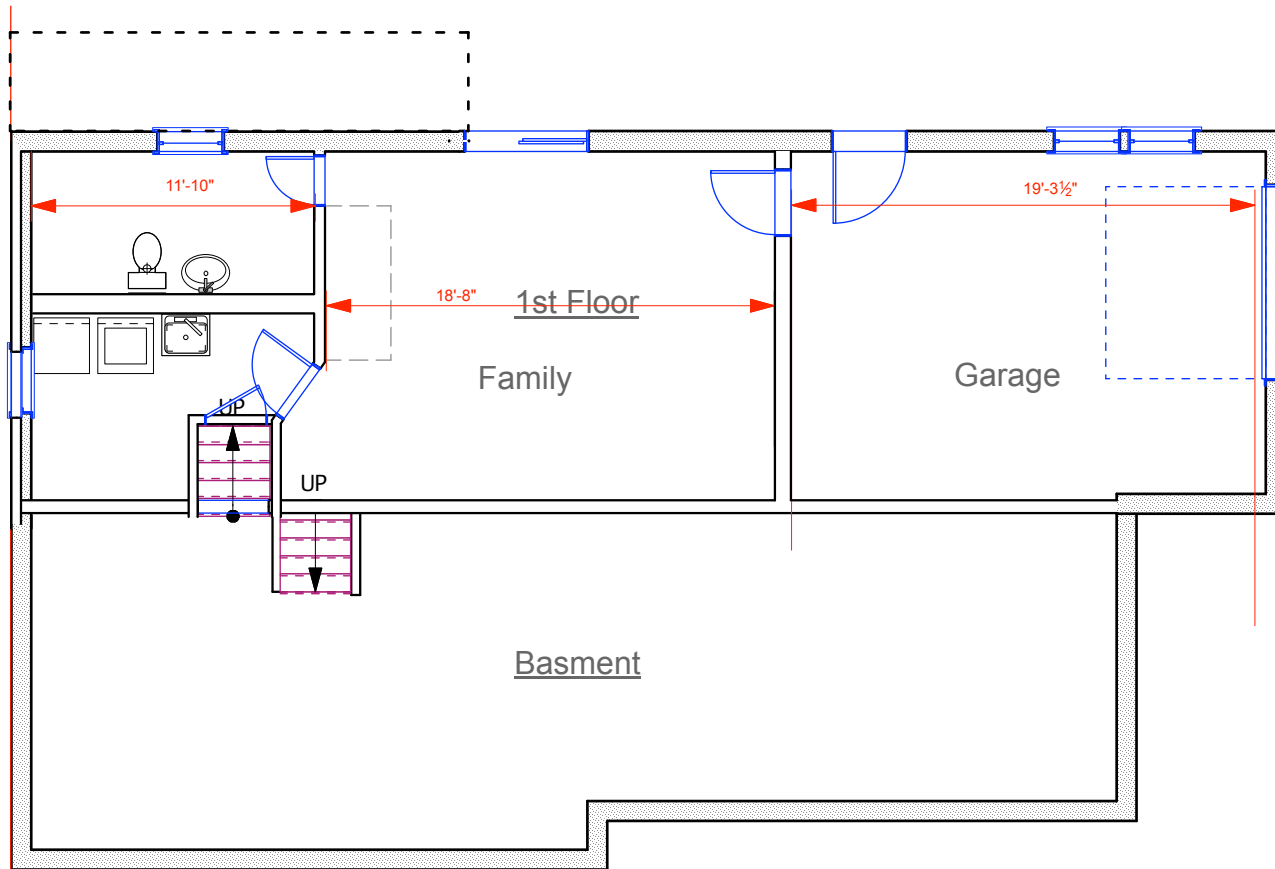 11'-10"
19'-3½"
18'-8"
1st Floor
Family
Garage
UP
UP
Basment